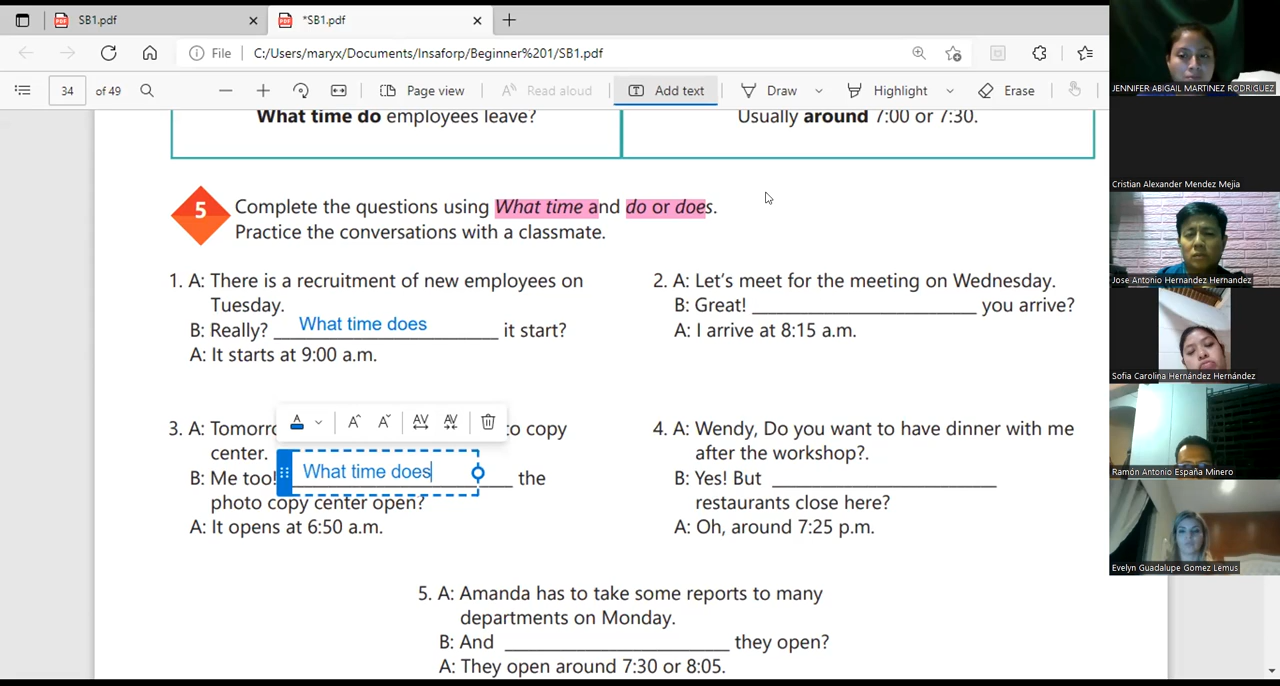 SB1.pdf
*SB1.pdf
File
C:/Users/maryx/Documents/Insaforp/Beginner%201/SB1.pdf
34
of 49
Page view
Read aloud
Add text
Draw
Highlight
Erase
What time do employees leave?
Usually around 7:00 or 7:30.
5
Complete the questions using What time and do or does.
Practice the conversations with a classmate.
1. A: There is a recruitment of new employees on
Tuesday.
B: Really? What time does it start?
A: It starts at 9:00 a.m.
2. A: Let's meet for the meeting on Wednesday.
B: Great! ________________ you arrive?
A: I arrive at 8:15 a.m.
3. A: Tomorr
to copy
center.
B: Me too! What time does the
photo copy center open?
A: It opens at 6:50 a.m.
4. A: Wendy, Do you want to have dinner with me
after the workshop?.
B: Yes! But ________________
restaurants close here?
A: Oh, around 7:25 p.m.
5. A: Amanda has to take some reports to many
departments on Monday.
B: And ________________ they open?
A: They open around 7:30 or 8:05.
JENNIFER ABIGAIL MARTINEZ RODRIGUEZ
Cristian Alexander Mendez Mejia
Jose Antonio Hernandez Hernandez
Sofia Carolina Hernández Hernández
Ramón Antonio España Minero
Evelyn Guadalupe Gomez Lemus